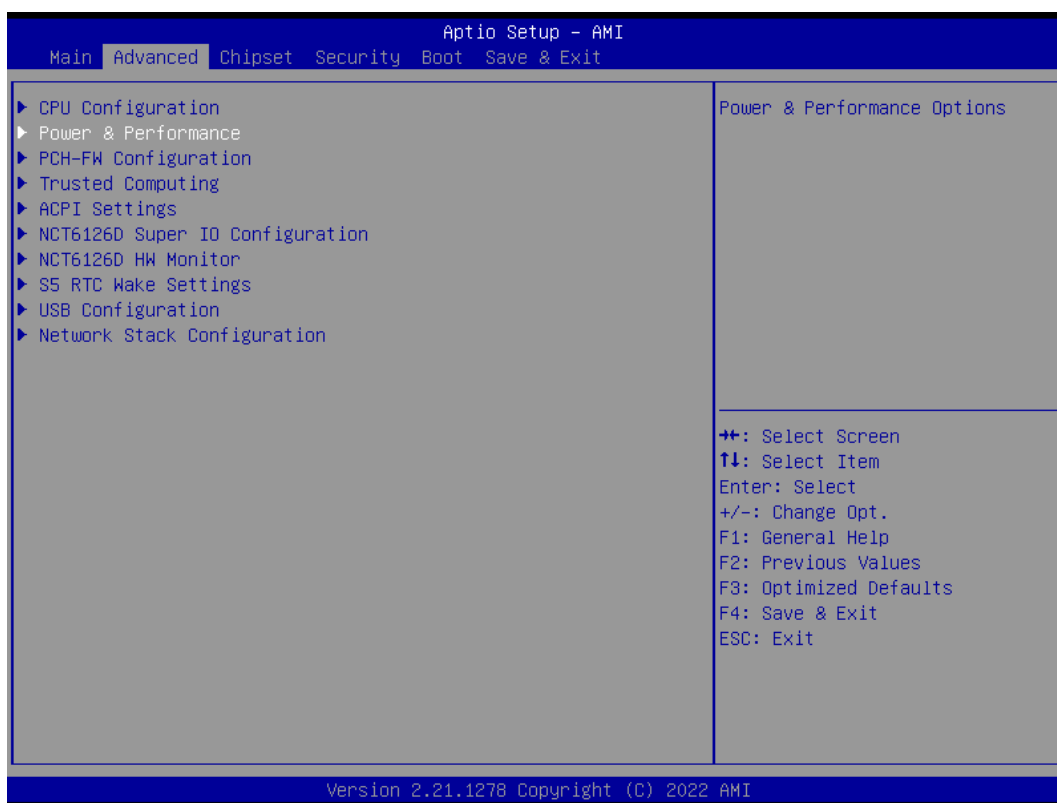 Aptio Setup – AMI
Main Advanced Chipset Security Boot Save & Exit
▶ CPU Configuration
▶ Power & Performance
▶ PCH-FW Configuration
▶ Trusted Computing
▶ ACPI Settings
▶ NCT6126D Super IO Configuration
▶ NCT6126D HW Monitor
▶ S5 RTC Wake Settings
▶ USB Configuration
▶ Network Stack Configuration
Power & Performance Options
→←: Select Screen
↑↓: Select Item
Enter: Select
+/-: Change Opt.
F1: General Help
F2: Previous Values
F3: Optimized Defaults
F4: Save & Exit
ESC: Exit
Version 2.21.1278 Copyright (C) 2022 AMI